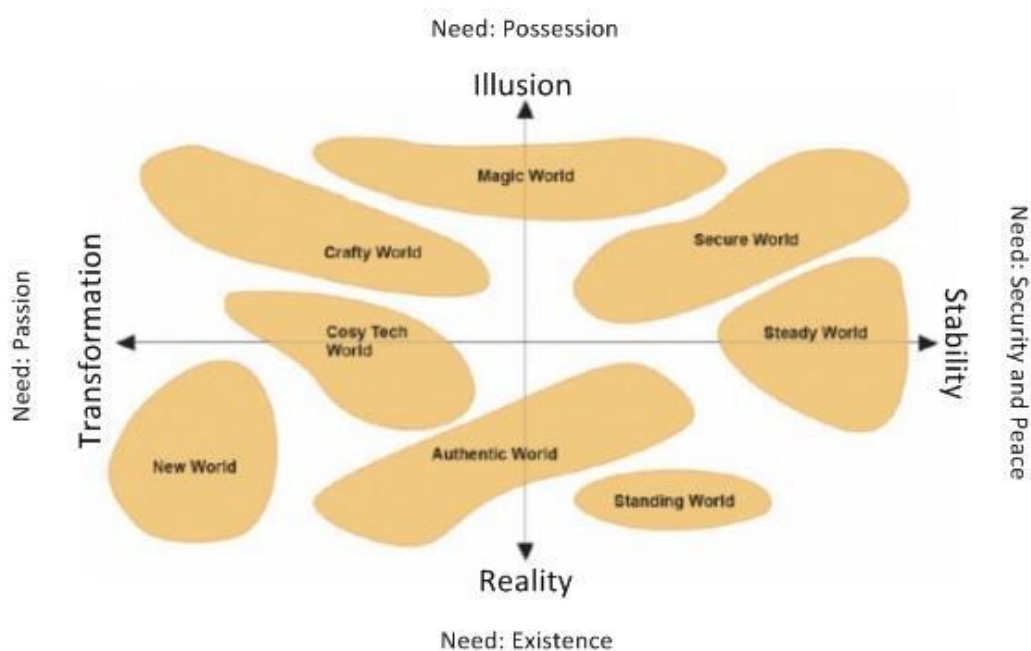 Need: Possession
Illusion
Magic World
Secure World
Crafty World
Cosy Tech
World
Steady World
Transformation
Need: Passion
Stability
Need: Security and Peace
New World
Authentic World
Standing World
Reality
Need: Existence